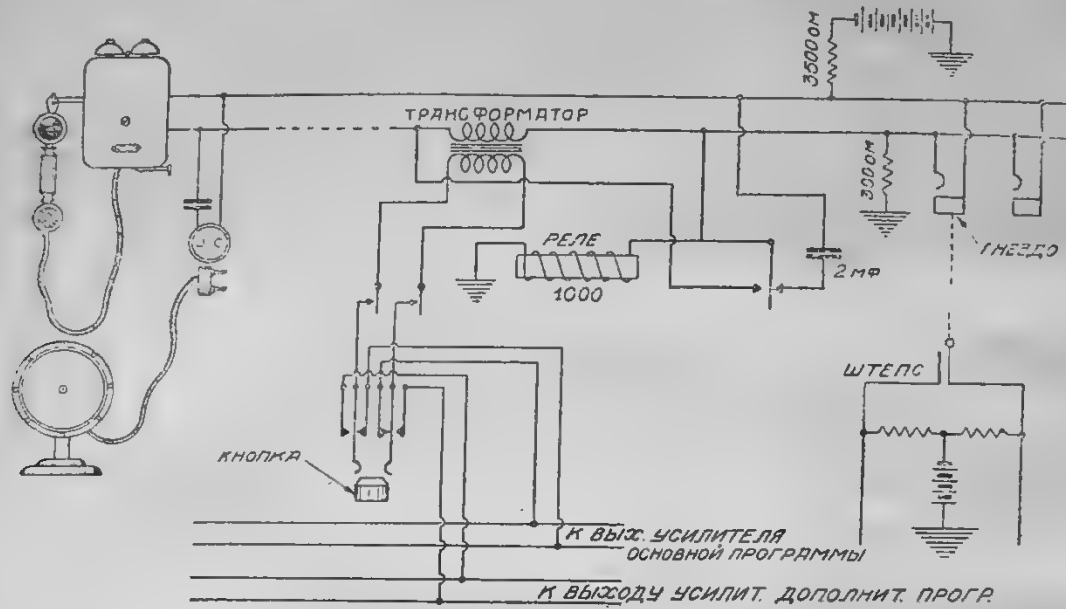 3500 ОМ
ТРАНСФОРМАТОР
300 ОМ
ГНЕЗДО
РЕЛЕ
1000
2 МФ
ШТЕПС
КНОПКА
К ВЫХ. УСИЛИТЕЛЯ
ОСНОВНОЙ ПРОГРАММЫ
К ВЫХОДУ УСИЛИТ. ДОПОЛНИТ. ПРОГР.